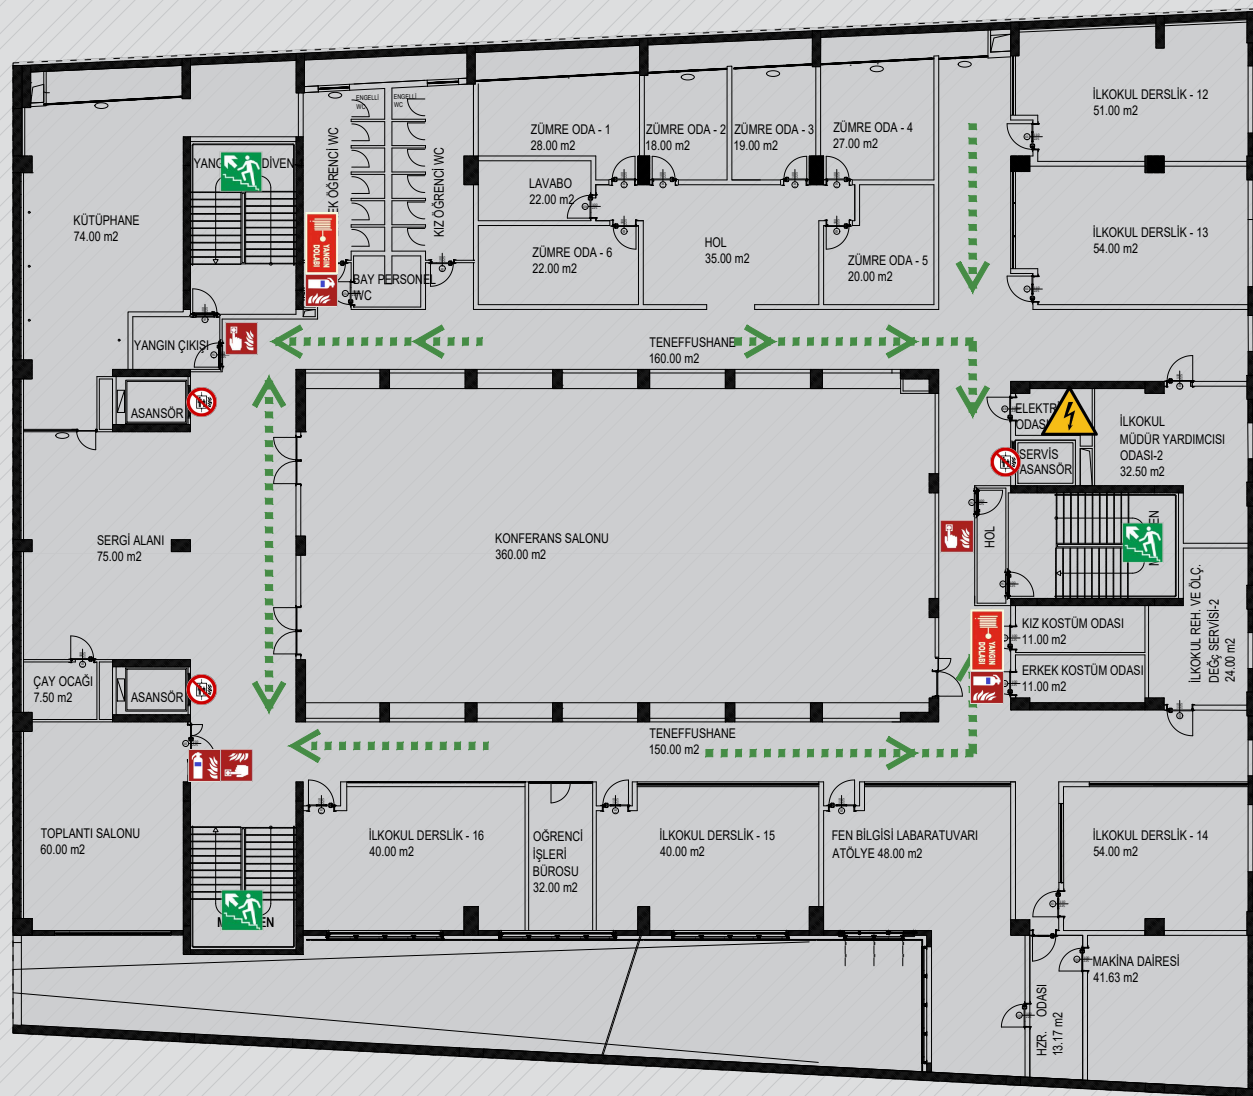 İLKOKUL DERSLİK - 12
51.00 m2
ENGELLİ
WC
ENGELLİ
WC
ZÜMRE ODA - 1
28.00 m2
ZÜMRE ODA - 2
18.00 m2
ZÜMRE ODA - 3
19.00 m2
ZÜMRE ODA - 4
27.00 m2
KIZ ÖĞRENCİ WC
ÖĞRENCİ WC
LAVABO
22.00 m2
KÜTÜPHANE
74.00 m2
İLKOKUL DERSLİK - 13
54.00 m2
YANGIN
DOLABI
ZÜMRE ODA - 6
22.00 m2
HOL
35.00 m2
ZÜMRE ODA - 5
20.00 m2
BAY PERSONEL
WC
YANGIN ÇIKIŞI
TENEFFUSHANE
160.00 m2
ASANSÖR
ODASI
İLKOKUL
MÜDÜR YARDIMCISI
ODASI-2
32.50 m2
SERVİS
ASANSÖR
SERGİ ALANI
75.00 m2
KONFERANS SALONU
360.00 m2
HOL
KIZ KOSTÜM ODASI
11.00 m2
YANGIN
DOLABI
ERKEK KOSTÜM ODASI
11.00 m2
İLKOKUL REH. VE ÖLÇ.
DEĞç SERVİSİ-2
24.00 m2
ÇAY OCAĞI
7.50 m2
ASANSÖR
TENEFFUSHANE
150.00 m2
TOPLANTI SALONU
60.00 m2
İLKOKUL DERSLİK - 16
40.00 m2
OĞRENCİ
İŞLERİ
BÜROSU
32.00 m2
İLKOKUL DERSLİK - 15
40.00 m2
FEN BİLGİSİ LABARATUVARI
ATÖLYE 48.00 m2
İLKOKUL DERSLİK - 14
54.00 m2
MAKİNA DAİRESİ
41.63 m2
HZR. ODASI
13.17 m2